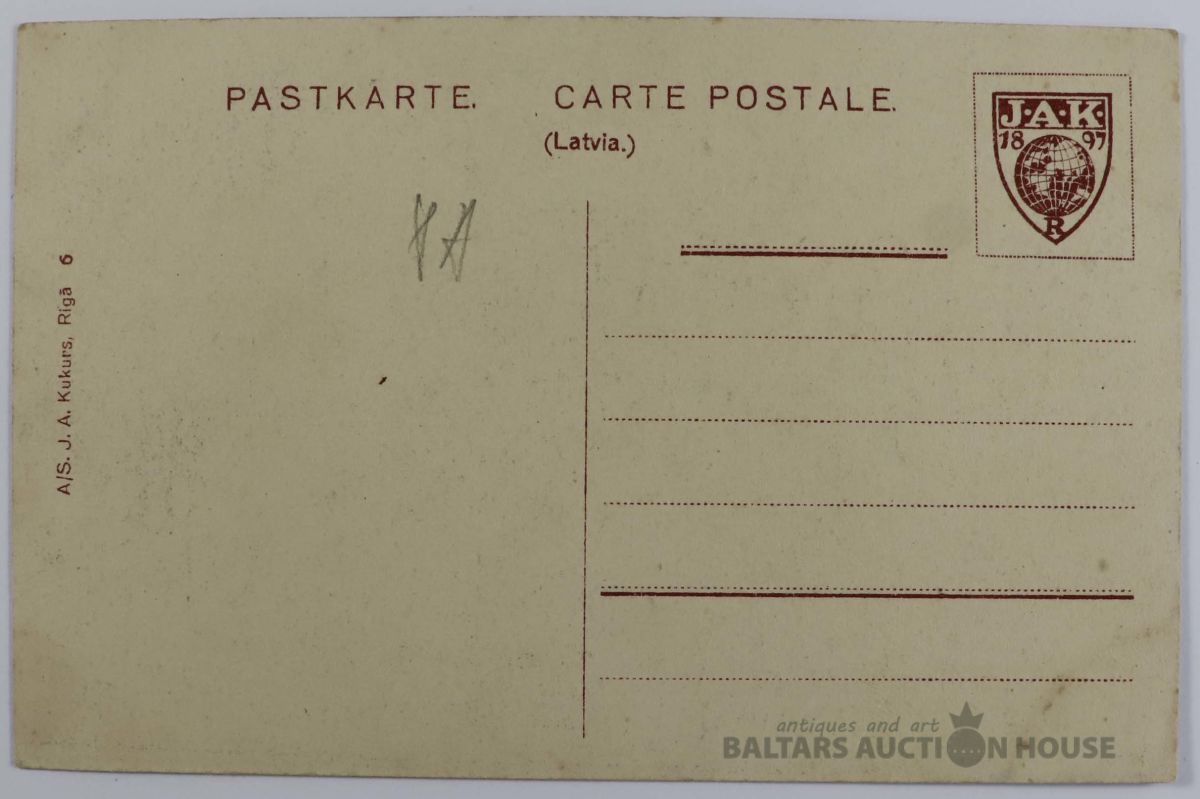 PASTKARTE. CARTE POSTALE.
(Latvia.)
J·A·K·
18 97
R
A/S. J. A. Kukurs, Rīgā 6
antiques and art
BALTARS AUCTION HOUSE